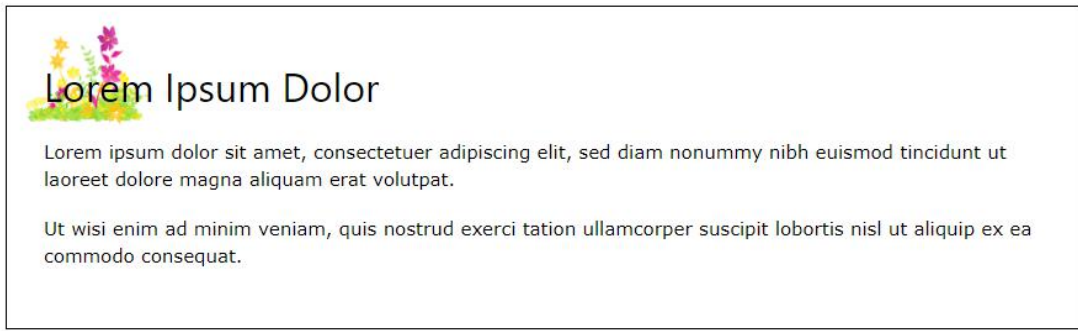 Lorem Ipsum Dolor
Lorem ipsum dolor sit amet, consectetuer adipiscing elit, sed diam nonummy nibh euismod tincidunt ut
laoreet dolore magna aliquam erat volutpat.
Ut wisi enim ad minim veniam, quis nostrud exerci tation ullamcorper suscipit lobortis nisl ut aliquip ex ea
commodo consequat.